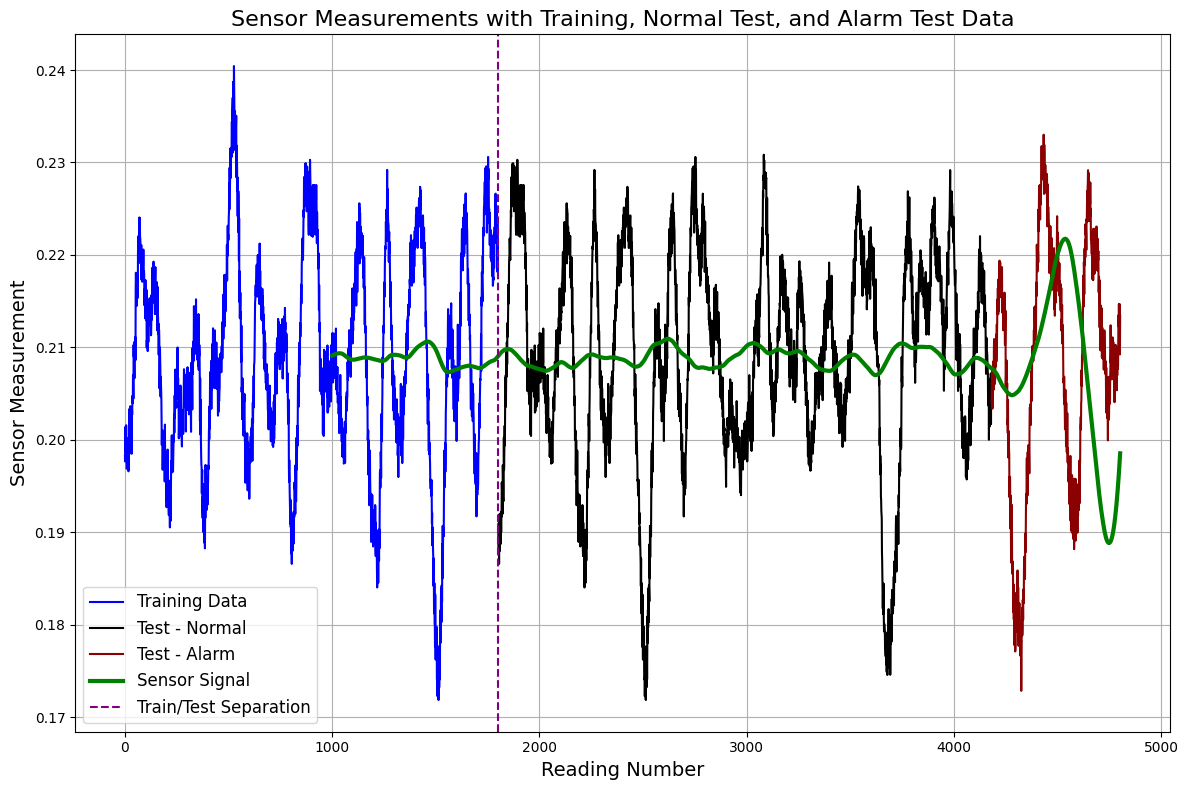 Sensor Measurements with Training, Normal Test, and Alarm Test Data
Sensor Measurement
0.24
0.23
0.22
0.21
0.20
0.19
0.18
0.17
Training Data
Test - Normal
Test - Alarm
Sensor Signal
Train/Test Separation
0 1000 2000 3000 4000 5000
Reading Number